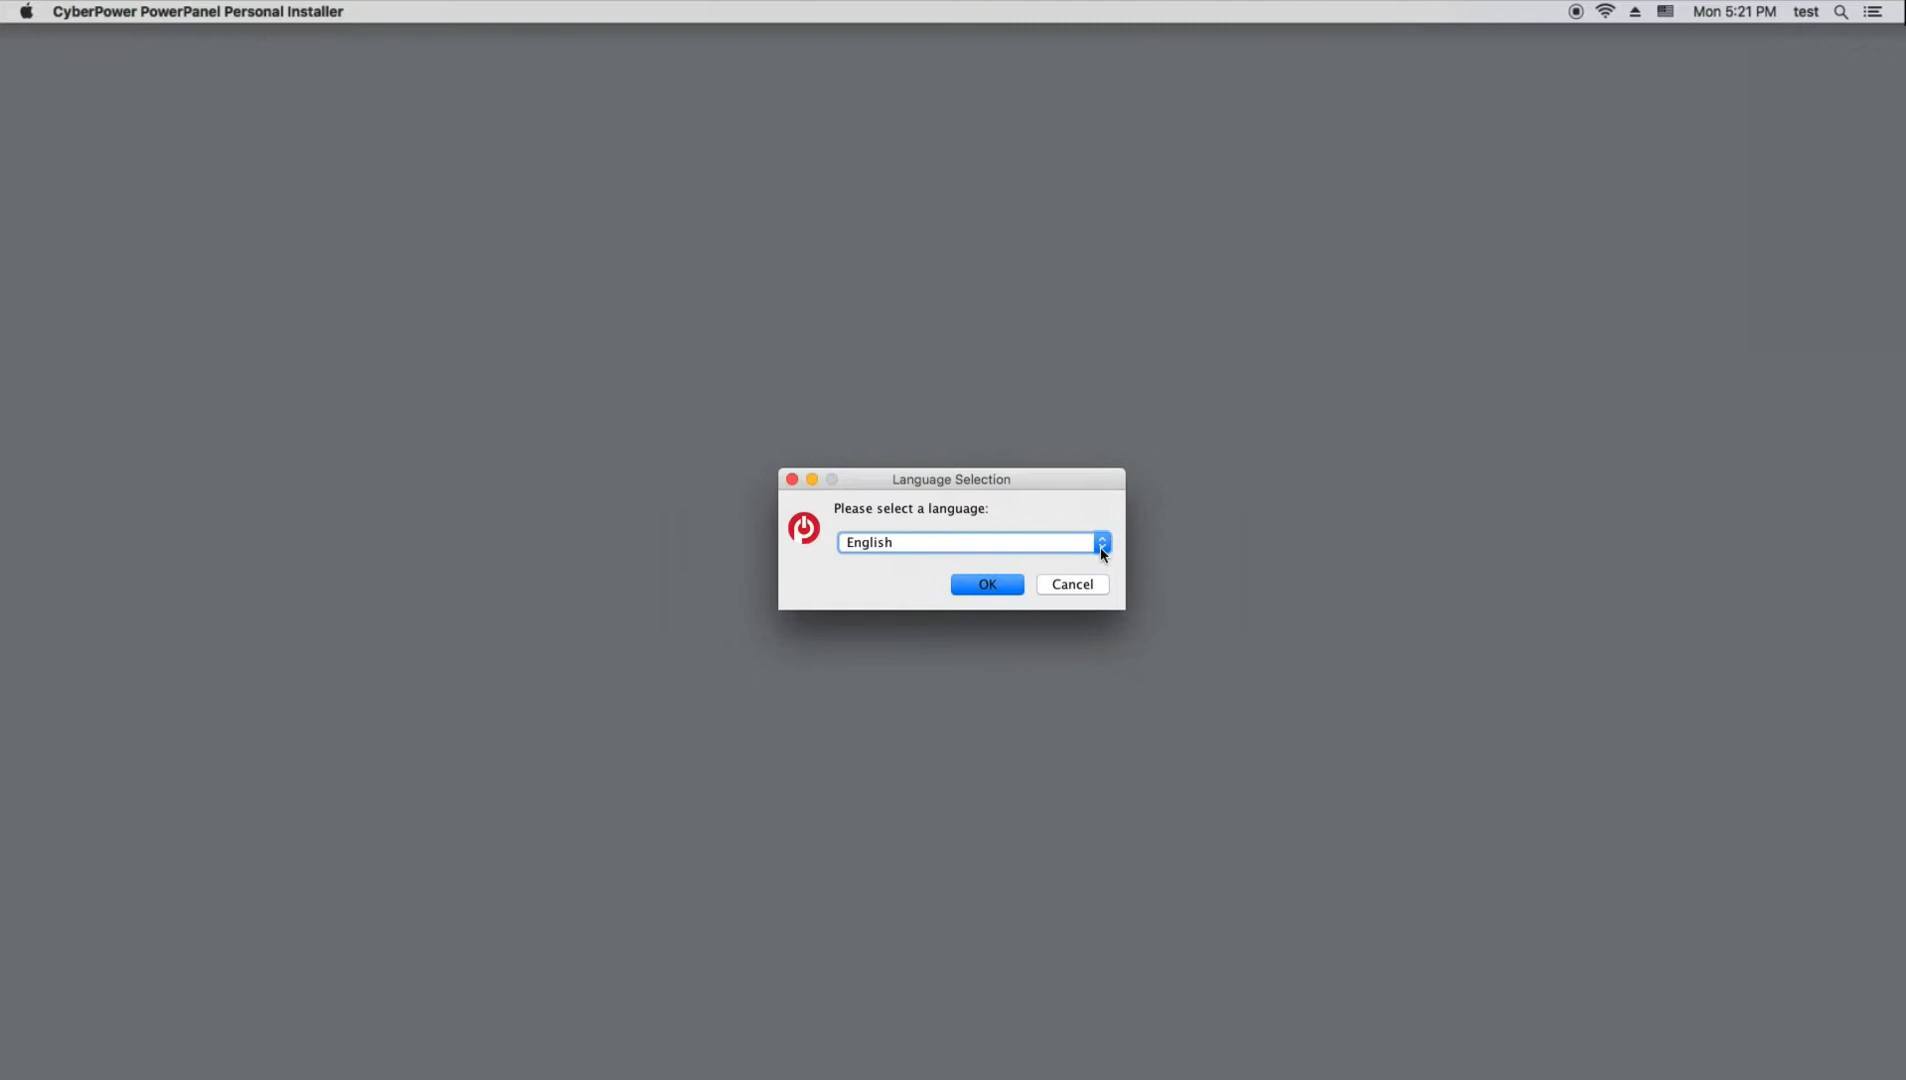 CyberPower PowerPanel Personal Installer
Mon 5:21 PM test
Language Selection
Please select a language:
English
OK Cancel